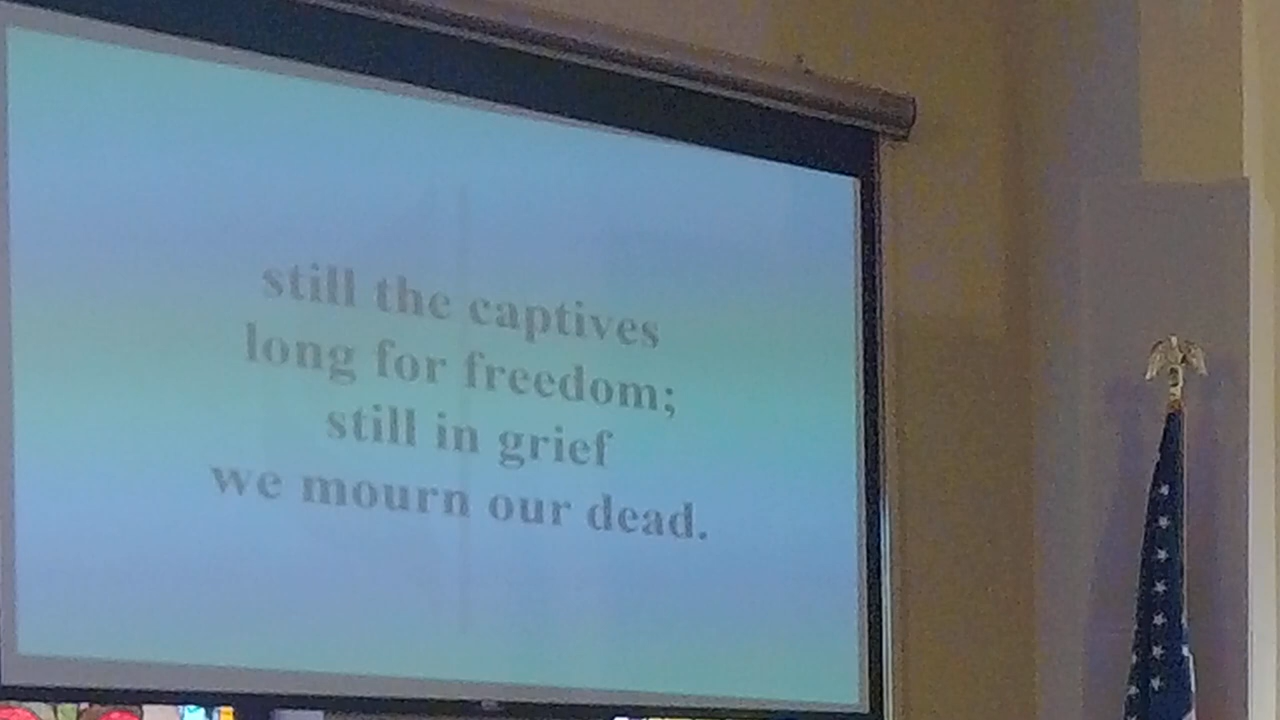 still the captives
long for freedom;
still in grief
we mourn our dead.